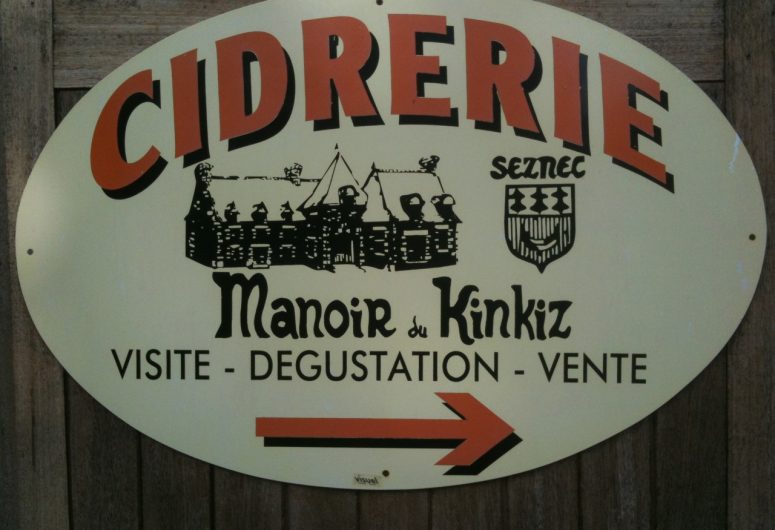 CIDRERIE
SEZNEC
Manoir du Kinkiz
VISITE - DEGUSTATION - VENTE